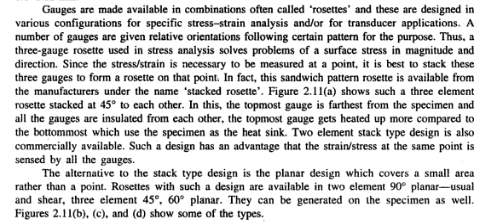 Gauges are made available in combinations often called 'rosettes' and these are designed in
various configurations for specific stress–strain analysis and/or for transducer applications. A
number of gauges are given relative orientations following certain pattern for the purpose. Thus, a
three-gauge rosette used in stress analysis solves problems of a surface stress in magnitude and
direction. Since the stress/strain is necessary to be measured at a point, it is best to stack these
three gauges to form a rosette on that point. In fact, this sandwich pattern rosette is available from
the manufacturers under the name 'stacked rosette'. Figure 2.11(a) shows such a three element
rosette stacked at 45° to each other. In this, the topmost gauge is farthest from the specimen and
all the gauges are insulated from each other, the topmost gauge gets heated up more compared to
the bottommost which use the specimen as the heat sink. Two element stack type design is also
commercially available. Such a design has an advantage that the strain/stress at the same point is
sensed by all the gauges.
The alternative to the stack type design is the planar design which covers a small area
rather than a point. Rosettes with such a design are available in two element 90° planar—usual
and shear, three element 45°, 60° planar. They can be generated on the specimen as well.
Figures 2.11(b), (c), and (d) show some of the types.